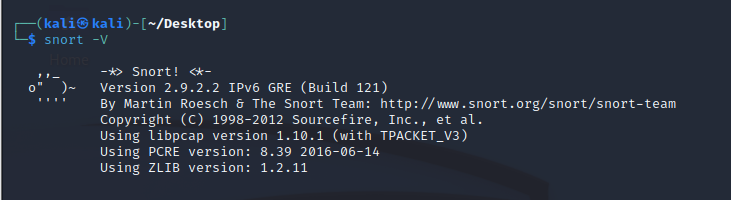 ┌──(kali㉿kali)-[~/Desktop]
└─$ snort -V
   ,,_     -*> Snort! <*-
  o"  )~   Version 2.9.2.2 IPv6 GRE (Build 121)
   ''''    By Martin Roesch & The Snort Team: http://www.snort.org/snort/snort-team
           Copyright (C) 1998-2012 Sourcefire, Inc., et al.
           Using libpcap version 1.10.1 (with TPACKET_V3)
           Using PCRE version: 8.39 2016-06-14
           Using ZLIB version: 1.2.11